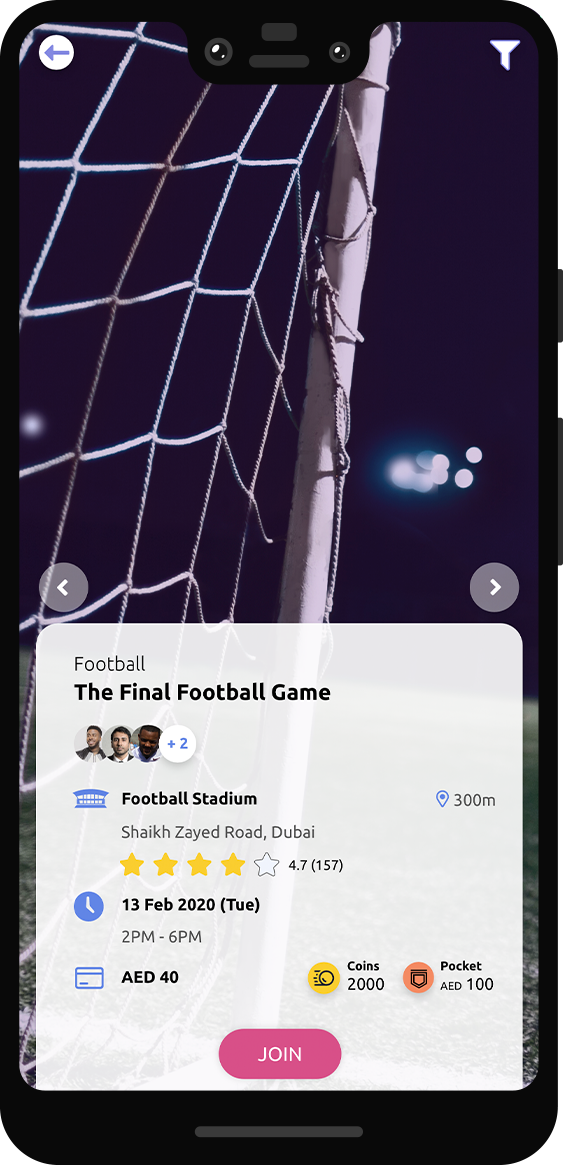 Football
The Final Football Game
+ 2
Football Stadium
300m
Shaikh Zayed Road, Dubai
4.7 (157)
13 Feb 2020 (Tue)
2PM - 6PM
AED 40
Coins
2000
Pocket
AED 100
JOIN